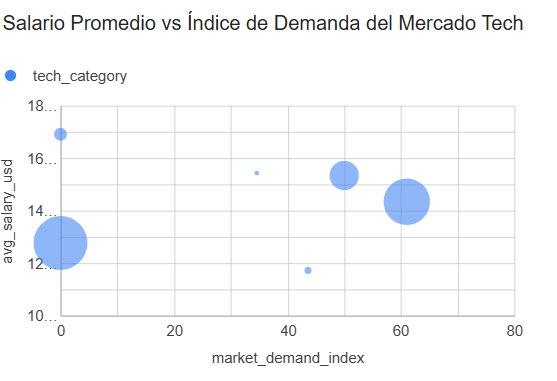 Salario Promedio vs Índice de Demanda del Mercado Tech
tech_category
avg_salary_usd
18…
16…
14…
12…
10…
0 20 40 60 80
market_demand_index